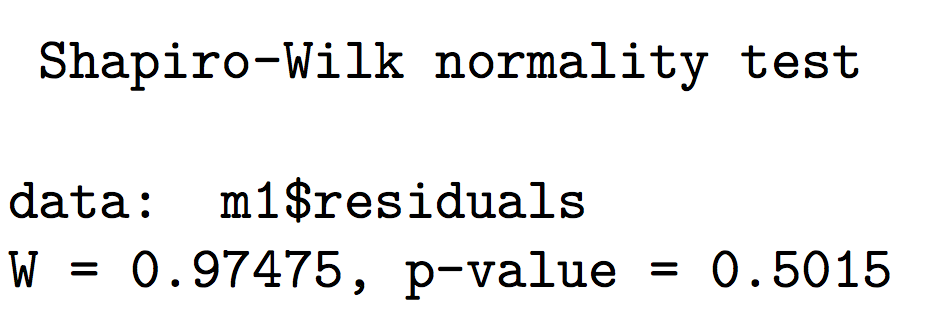 Shapiro-Wilk normality test
data:  m1$residuals
W = 0.97475, p-value = 0.5015